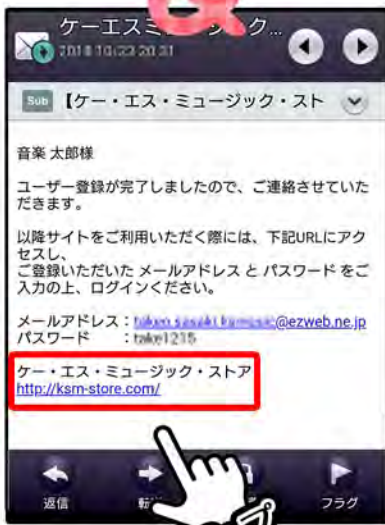 ケーエスミュージック...
2018 10/23 20:31
Sub 【ケー・エス・ミュージック・スト
音楽 太郎様
ユーザー登録が完了しましたので、ご連絡させていた
だきます。
以降サイトをご利用いただく際には、下記URLにアク
セスし、
ご登録いただいた メールアドレス と パスワード をご
入力の上、ログインください。
メールアドレス： @ezweb.ne.jp
パスワード　：
ケー・エス・ミュージック・ストア
http://ksm-store.com/
返信
フラグ